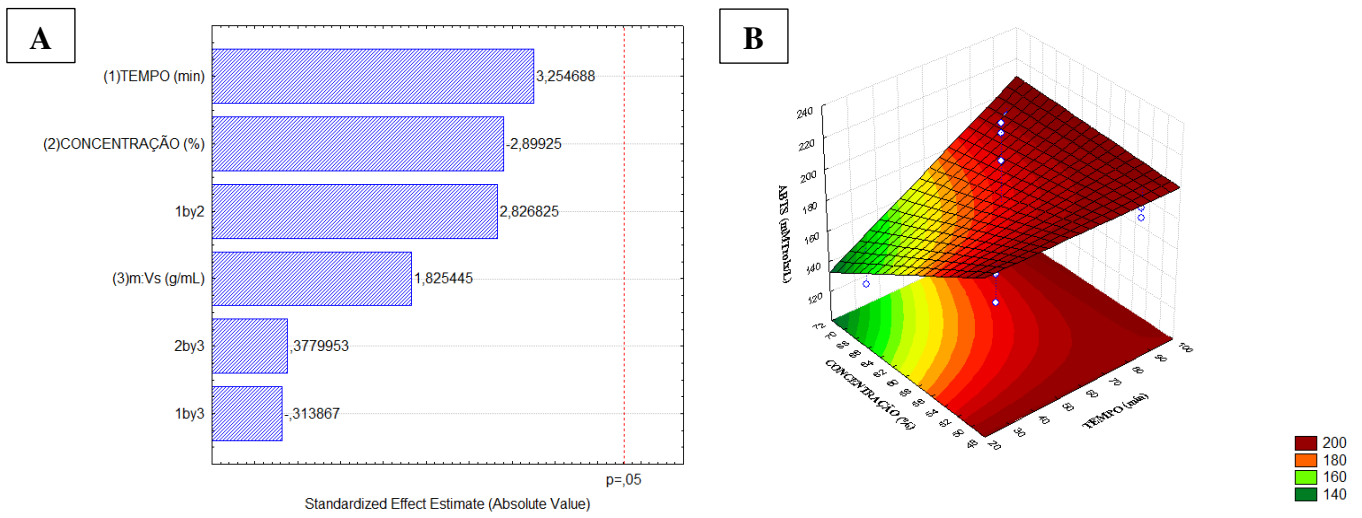 A
(1)TEMPO (min)
3,254688
(2)CONCENTRAÇÃO (%)
-2,89925
1by2
2,826825
(3)m:Vs (g/mL)
1,825445
2by3
,3779953
1by3
-,313867
p=,05
Standardized Effect Estimate (Absolute Value)
B
240
220
200
180
160
140
120
ABTS
72
70
CONCENTRAÇÃO (%)
20
30
40
50
60
70
80
90
100
TEMPO (min)
200
180
160
140